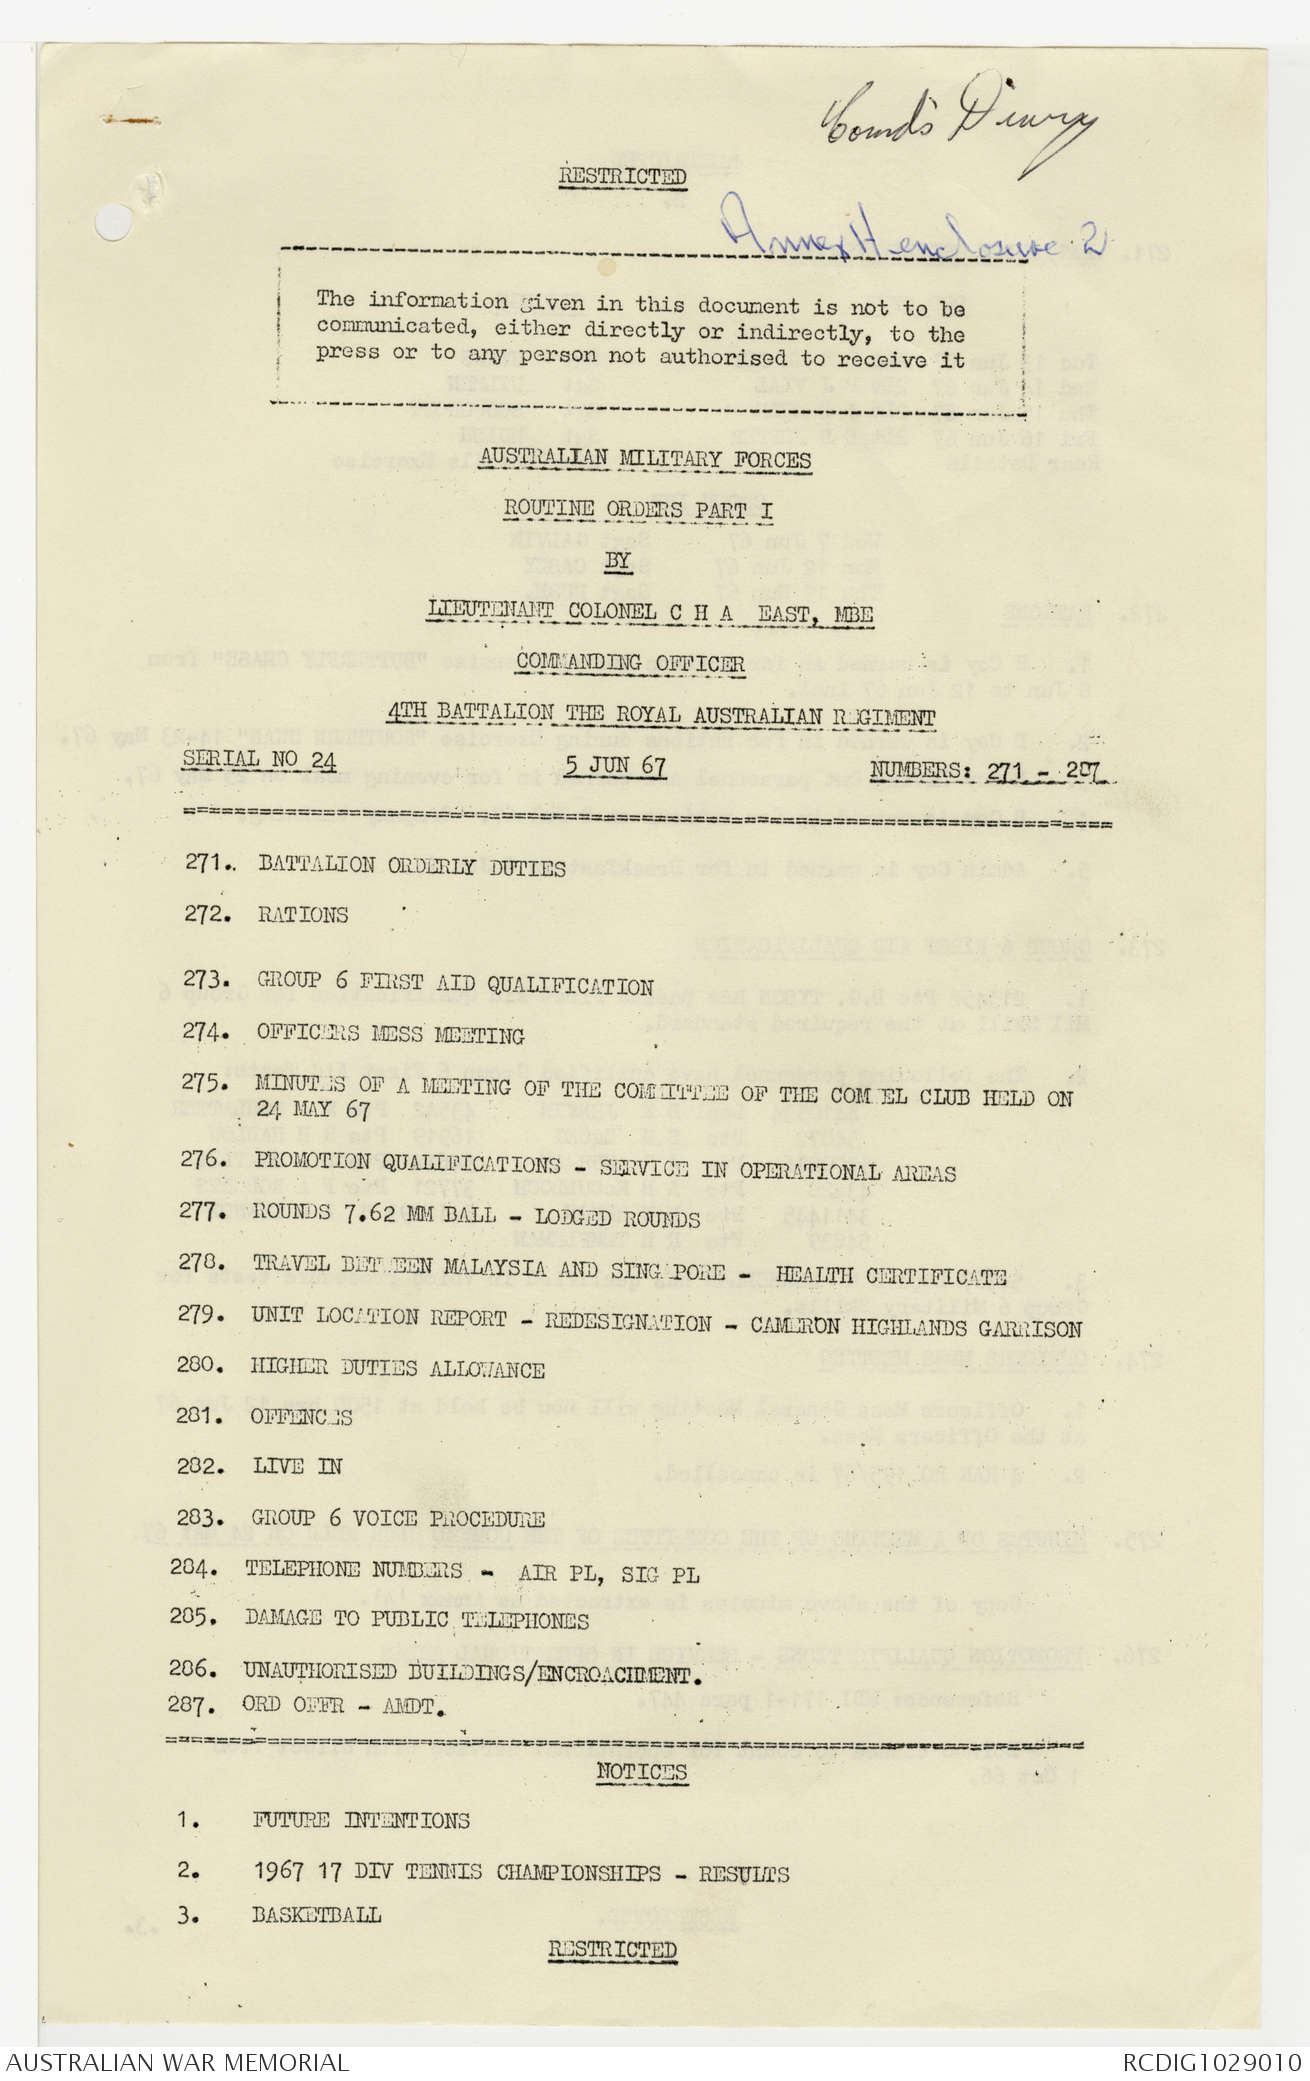 Comd's Diary
RESTRICTED
Annex H enclosure 2
The information given in this document is not to be
communicated, either directly or indirectly, to the
press or to any person not authorised to receive it
AUSTRALIAN MILITARY FORCES
ROUTINE ORDERS PART I
BY
LIEUTENANT COLONEL C H A EAST, MBE
COMMANDING OFFICER
4TH BATTALION THE ROYAL AUSTRALIAN REGIMENT
SERIAL NO 24 5 JUN 67 NUMBERS: 271 - 287
271. BATTALION ORDERLY DUTIES
272. RATIONS
273. GROUP 6 FIRST AID QUALIFICATION
274. OFFICERS MESS MEETING
275. MINUTES OF A MEETING OF THE COMMITTEE OF THE COMMEL CLUB HELD ON
24 MAY 67
276. PROMOTION QUALIFICATIONS - SERVICE IN OPERATIONAL AREAS
277. ROUNDS 7.62 MM BALL - LODGED ROUNDS
278. TRAVEL BETWEEN MALAYSIA AND SINGAPORE - HEALTH CERTIFICATE
279. UNIT LOCATION REPORT - REDESIGNATION - CAMERON HIGHLANDS GARRISON
280. HIGHER DUTIES ALLOWANCE
281. OFFENCES
282. LIVE IN
283. GROUP 6 VOICE PROCEDURE
284. TELEPHONE NUMBERS - AIR PL, SIG PL
285. DAMAGE TO PUBLIC TELEPHONES
286. UNAUTHORISED BUILDINGS/ENCROACHMENT.
287. ORD OFFR - AMDT.
NOTICES
1. FUTURE INTENTIONS
2. 1967 17 DIV TENNIS CHAMPIONSHIPS - RESULTS
3. BASKETBALL
RESTRICTED
AUSTRALIAN WAR MEMORIAL RCDIG1029010